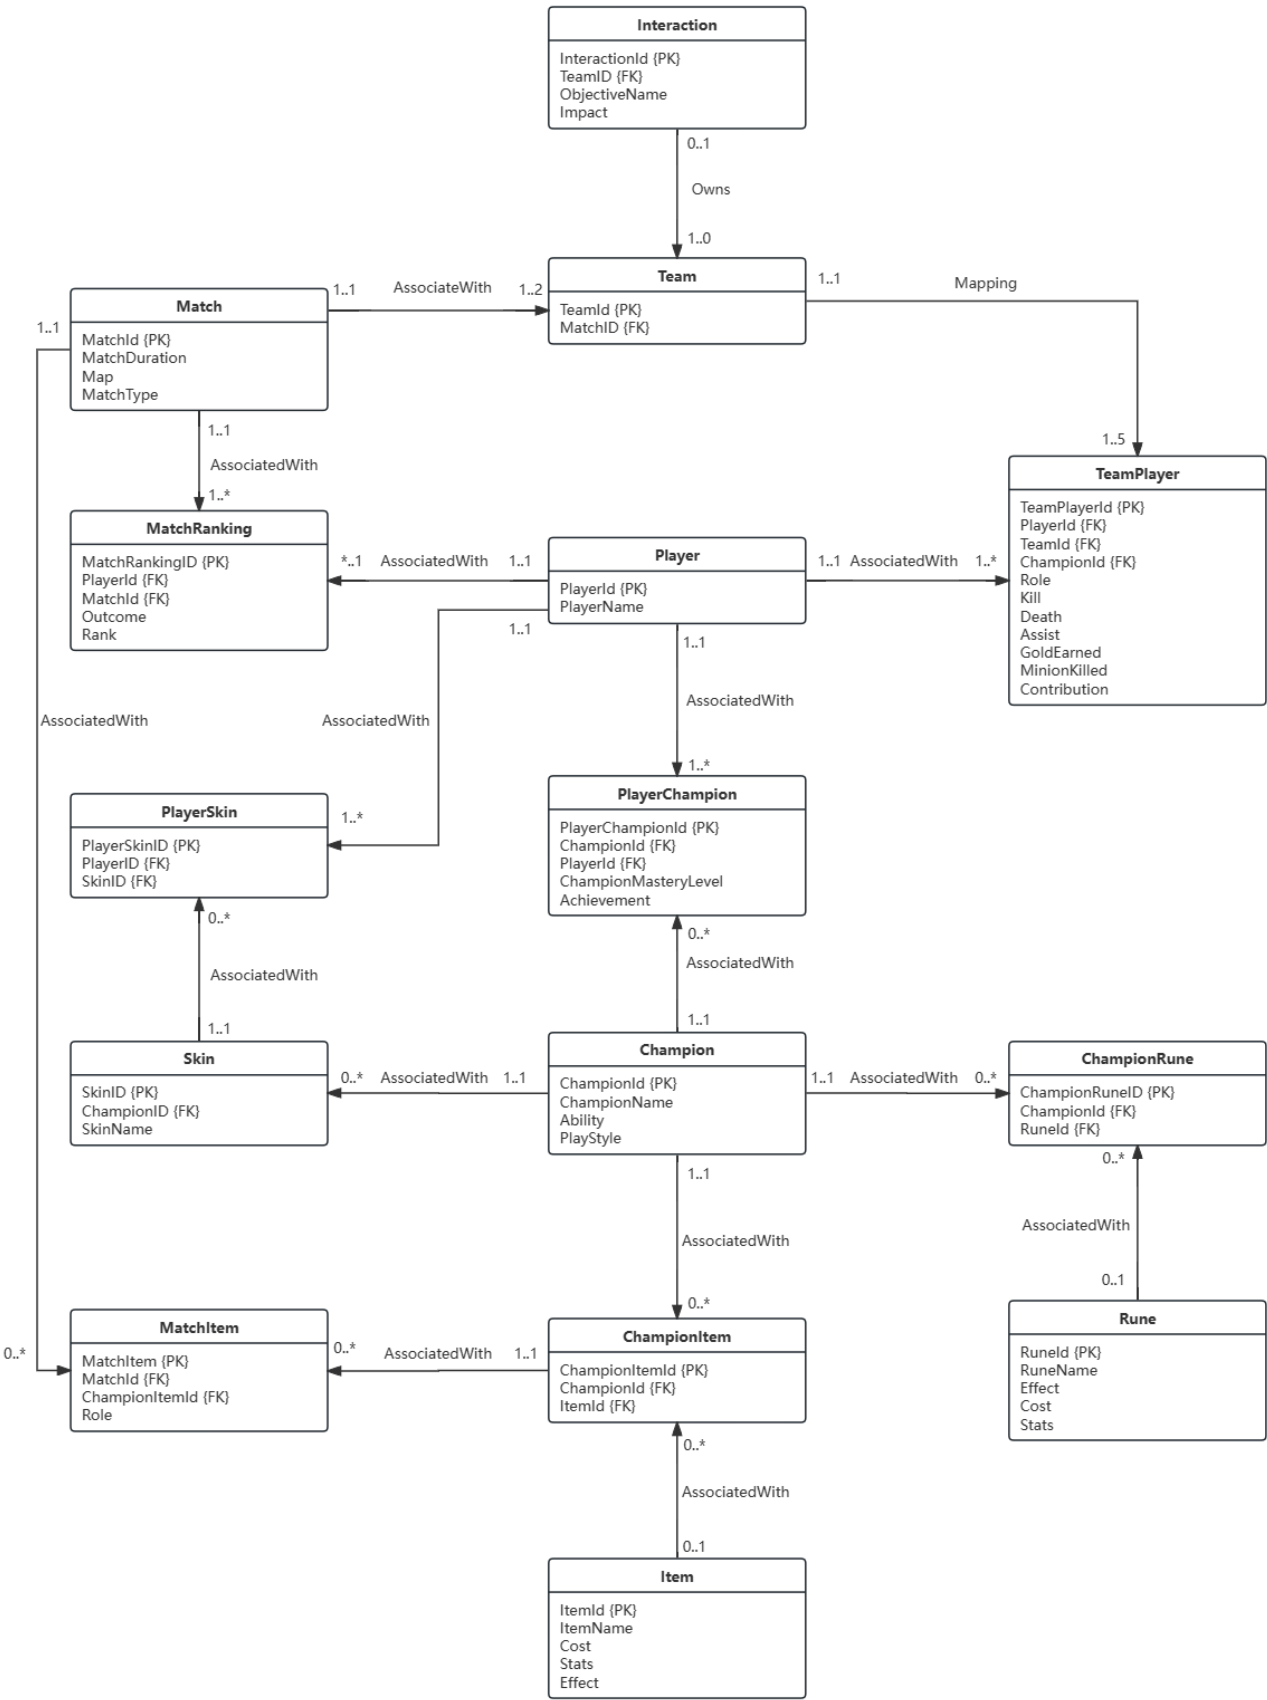 Interaction
InteractionId {PK}
TeamID {FK}
ObjectiveName
Impact
0..1
Owns
1..0
Team
TeamId {PK}
MatchID {FK}
1..1
AssociateWith
1..2
1..1
Mapping
1..5
Match
MatchId {PK}
MatchDuration
Map
MatchType
1..1
1..1
AssociatedWith
1..*
MatchRanking
MatchRankingID {PK}
PlayerId {FK}
MatchId {FK}
Outcome
Rank
*..1
AssociatedWith
1..1
Player
PlayerId {PK}
PlayerName
1..1
AssociatedWith
1..*
TeamPlayer
TeamPlayerId {PK}
PlayerId {FK}
TeamId {FK}
ChampionId {FK}
Role
Kill
Death
Assist
GoldEarned
MinionKilled
Contribution
1..1
1..1
AssociatedWith
AssociatedWith
AssociatedWith
1..*
1..*
PlayerSkin
PlayerSkinID {PK}
PlayerID {FK}
SkinID {FK}
PlayerChampion
PlayerChampionId {PK}
ChampionId {FK}
PlayerId {FK}
ChampionMasteryLevel
Achievement
0..*
AssociatedWith
1..1
0..*
AssociatedWith
1..1
Skin
SkinID {PK}
ChampionID {FK}
SkinName
0..*
AssociatedWith
1..1
Champion
ChampionId {PK}
ChampionName
Ability
PlayStyle
1..1
AssociatedWith
0..*
ChampionRune
ChampionRuneID {PK}
ChampionId {FK}
RuneId {FK}
0..*
AssociatedWith
0..1
1..1
AssociatedWith
0..*
Rune
RuneId {PK}
RuneName
Effect
Cost
Stats
0..*
MatchItem
MatchItem {PK}
MatchId {FK}
ChampionItemId {FK}
Role
0..*
AssociatedWith
1..1
ChampionItem
ChampionItemId {PK}
ChampionId {FK}
ItemId {FK}
0..*
AssociatedWith
0..1
Item
ItemId {PK}
ItemName
Cost
Stats
Effect